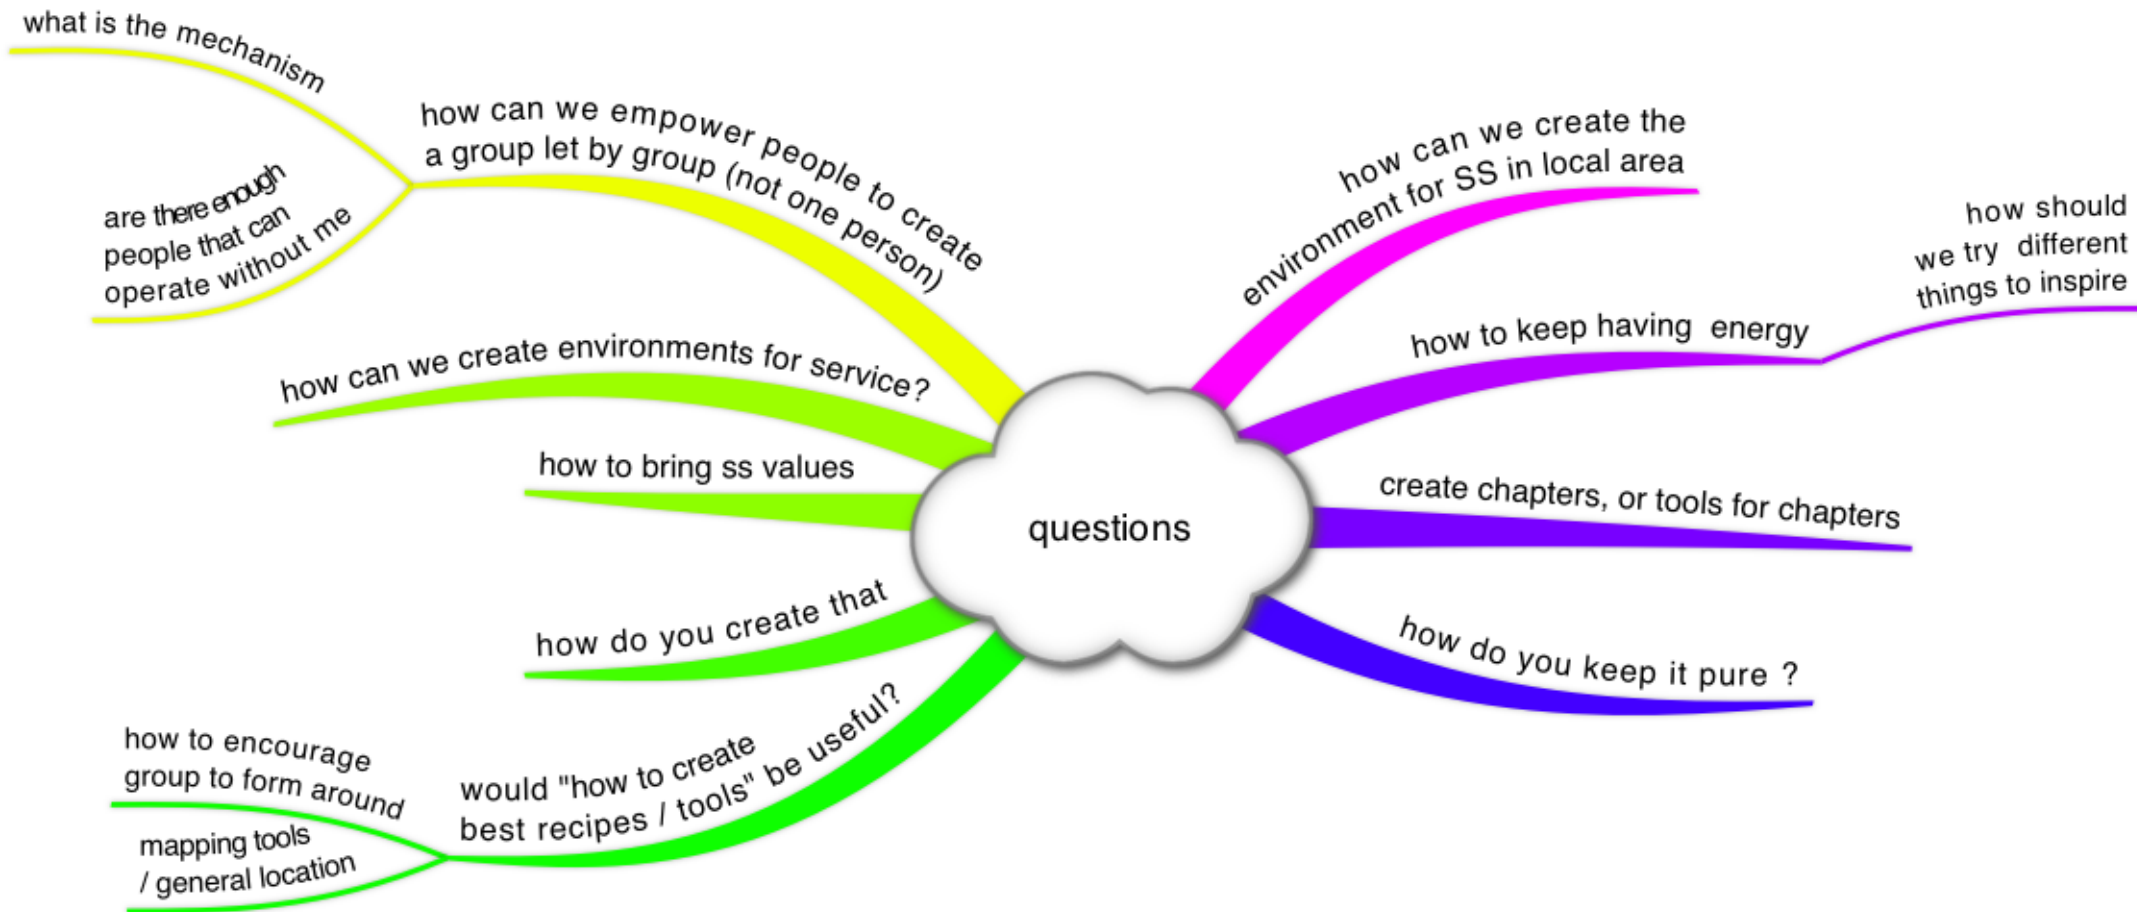 what is the mechanism
are there enough
people that can
operate without me
how can we empower people to create
a group let by group (not one person)
how can we create environments for service?
how to bring ss values
how do you create that
would "how to create
best recipes / tools" be useful?
how to encourage
group to form around
mapping tools
/ general location
questions
how can we create the
environment for SS in local area
how to keep having energy
how should
we try different
things to inspire
create chapters, or tools for chapters
how do you keep it pure ?